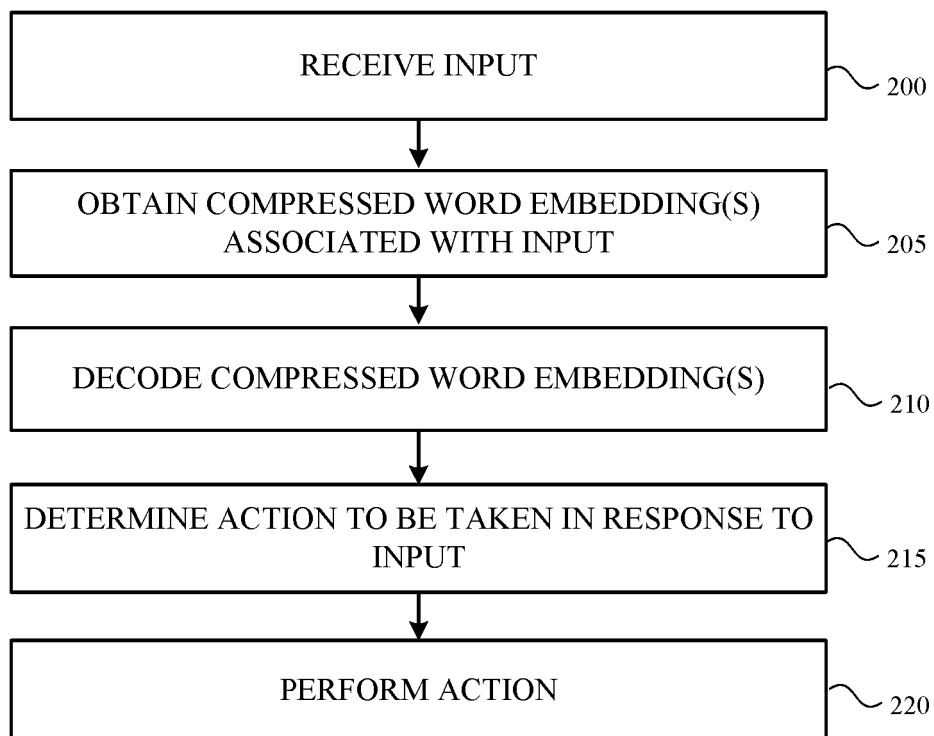 RECEIVE INPUT
200
OBTAIN COMPRESSED WORD EMBEDDING(S)
ASSOCIATED WITH INPUT
205
DECODE COMPRESSED WORD EMBEDDING(S)
210
DETERMINE ACTION TO BE TAKEN IN RESPONSE TO
INPUT
215
PERFORM ACTION
220